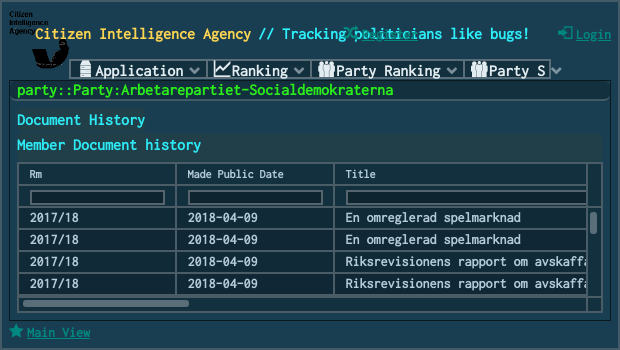 Citizen
Intelligence
Agency
Citizen Intelligence Agency // Tracking politicians like bugs!
Register
Login
Application Ranking Party Ranking Party S
party::Party:Arbetarepartiet-Socialdemokraterna
Document History
Member Document history
Rm Made Public Date Title
2017/18 2018-04-09 En omreglerad spelmarknad
2017/18 2018-04-09 En omreglerad spelmarknad
2017/18 2018-04-09 Riksrevisionens rapport om avskaffa
2017/18 2018-04-09 Riksrevisionens rapport om avskaffa
Main View